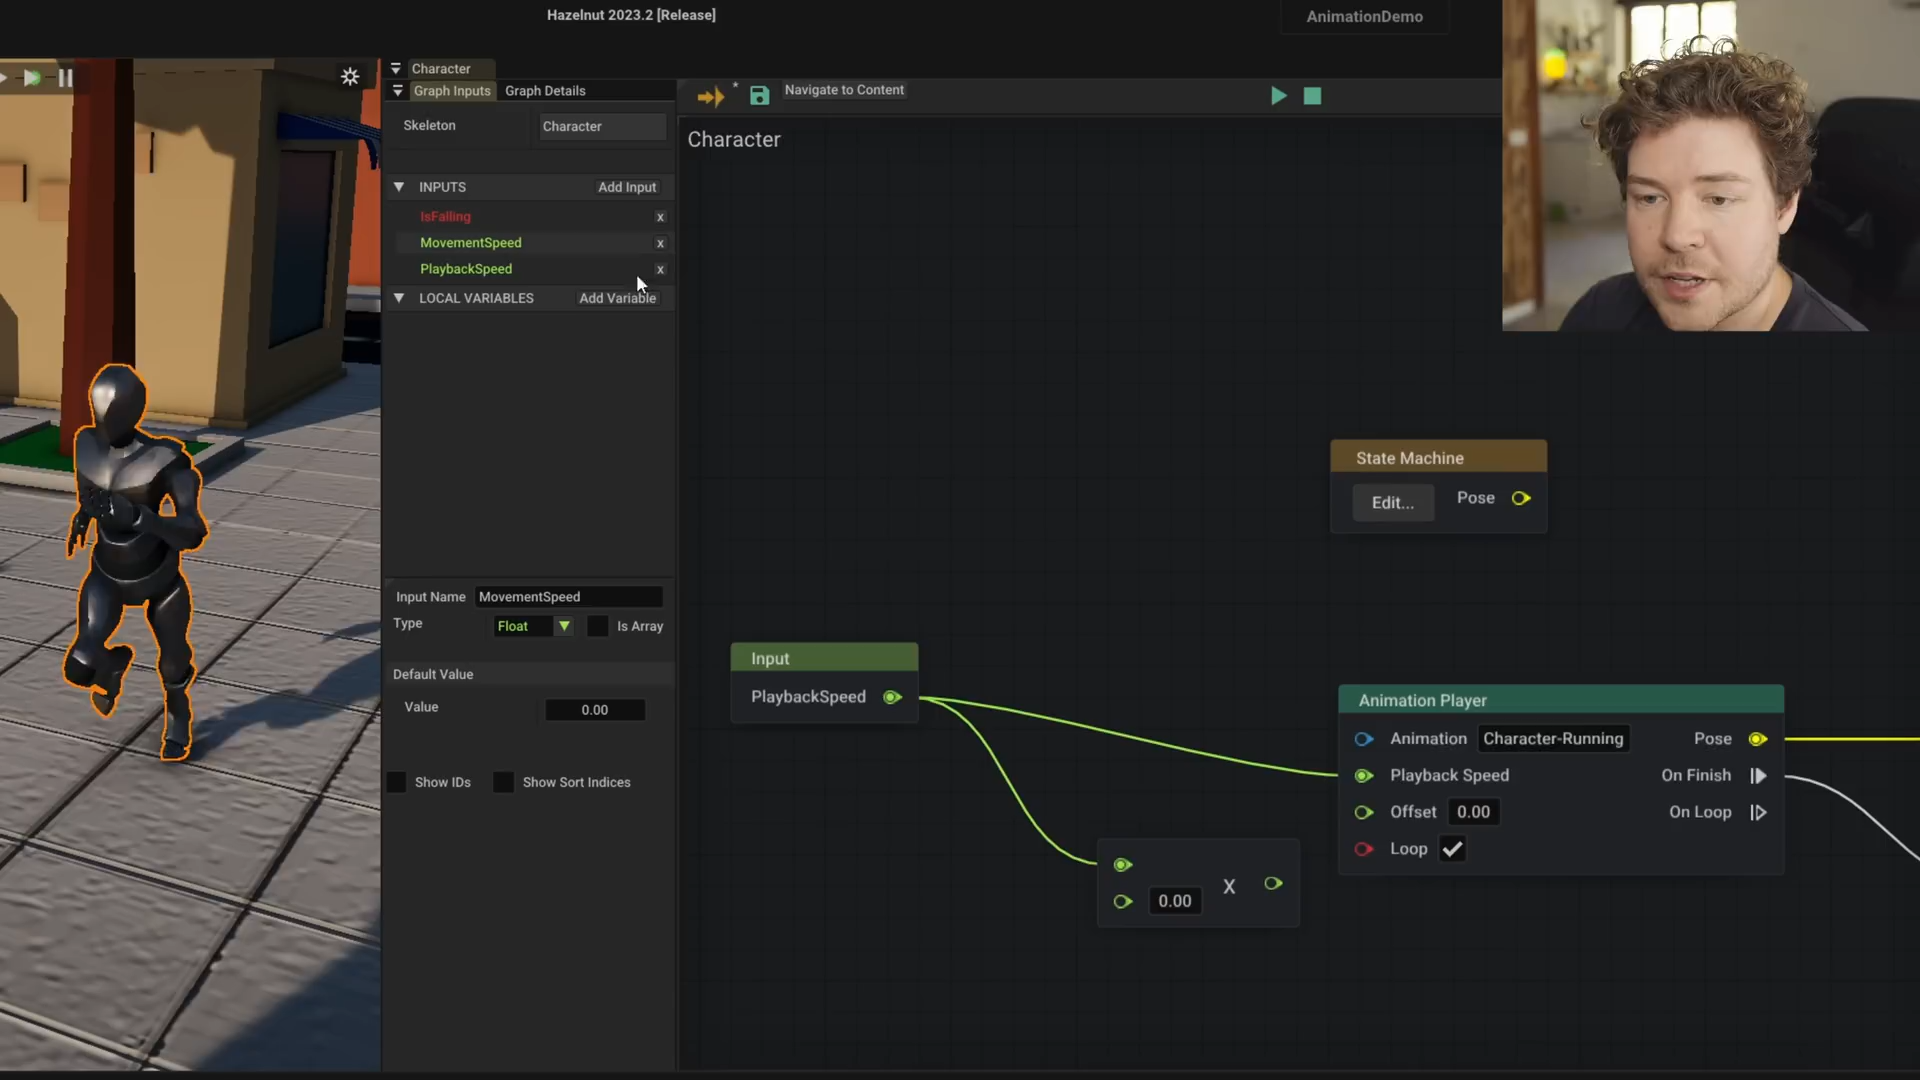 Hazelnut 2023.2 [Release]
AnimationDemo
Character
Graph Inputs
Graph Details
Navigate to Content
Skeleton
Character
Character
INPUTS
Add Input
IsFalling
x
MovementSpeed
x
PlaybackSpeed
x
LOCAL VARIABLES
Add Variable
State Machine
Edit...
Pose
Input Name
MovementSpeed
Type
Float
Is Array
Default Value
Value
0.00
Show IDs
Show Sort Indices
Input
PlaybackSpeed
Animation Player
Animation
Character-Running
Pose
Playback Speed
On Finish
Offset
0.00
On Loop
Loop
0.00
X